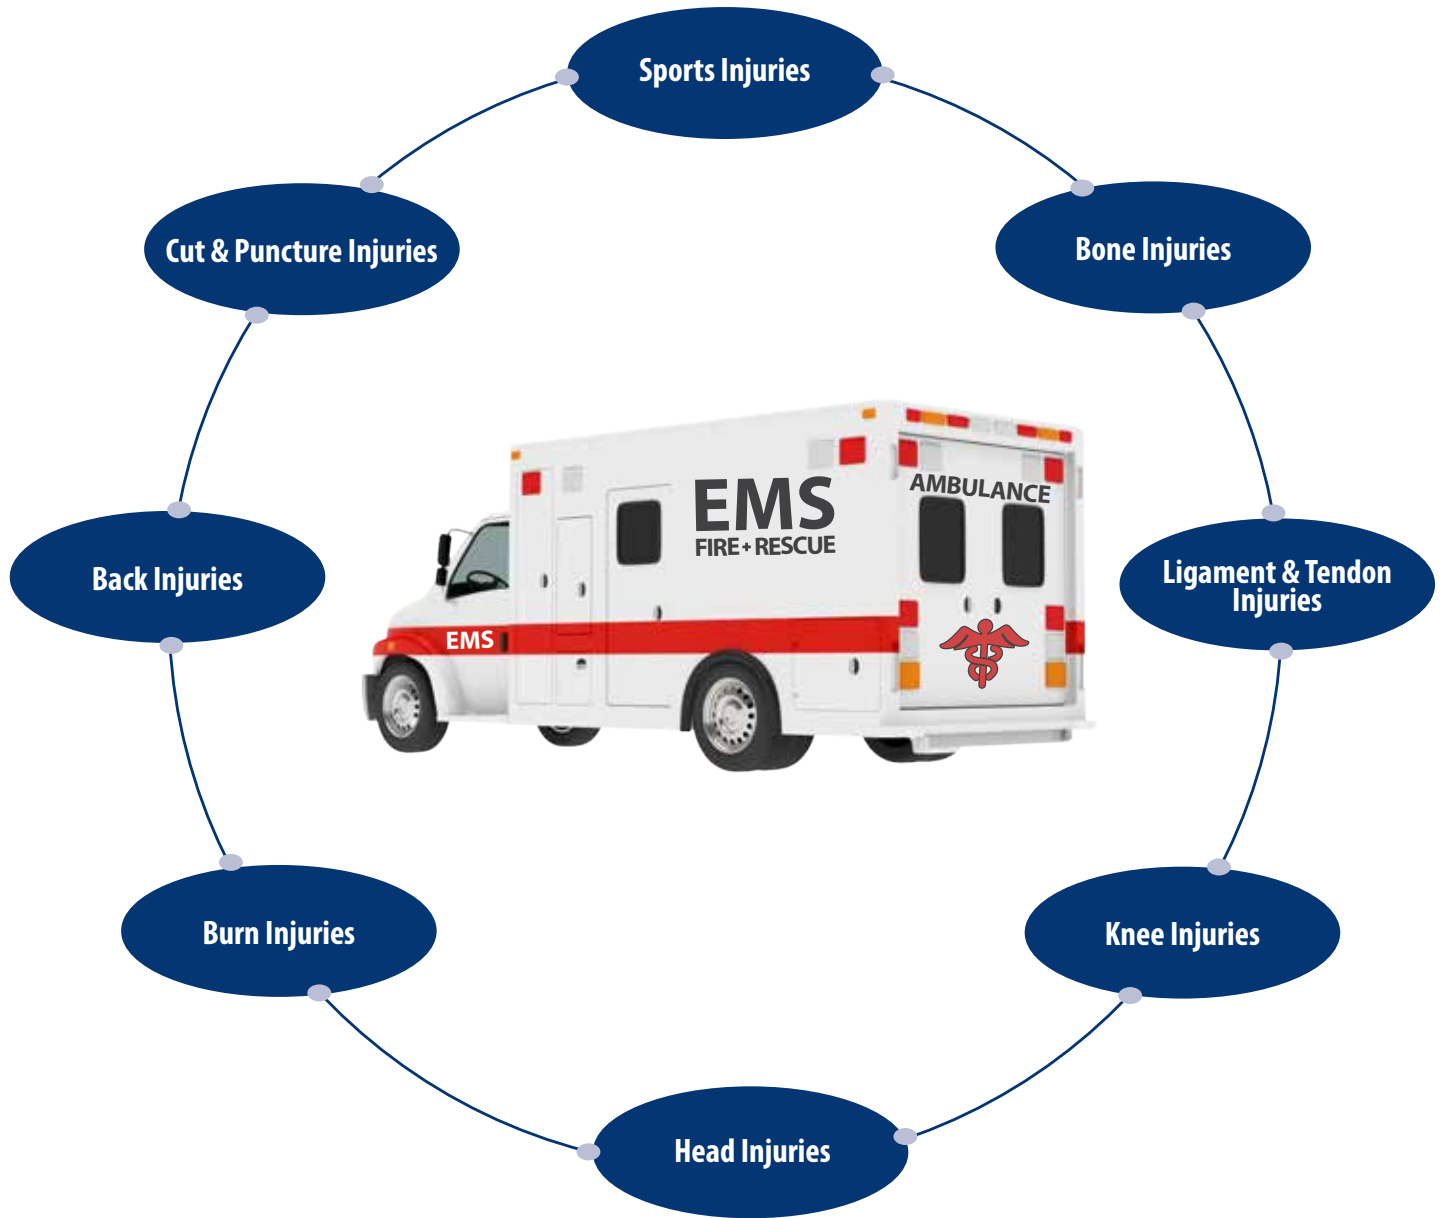 Sports Injuries
Cut & Puncture Injuries
Bone Injuries
EMS
FIRE + RESCUE
AMBULANCE
Back Injuries
Ligament & Tendon
Injuries
EMS
Burn Injuries
Knee Injuries
Head Injuries